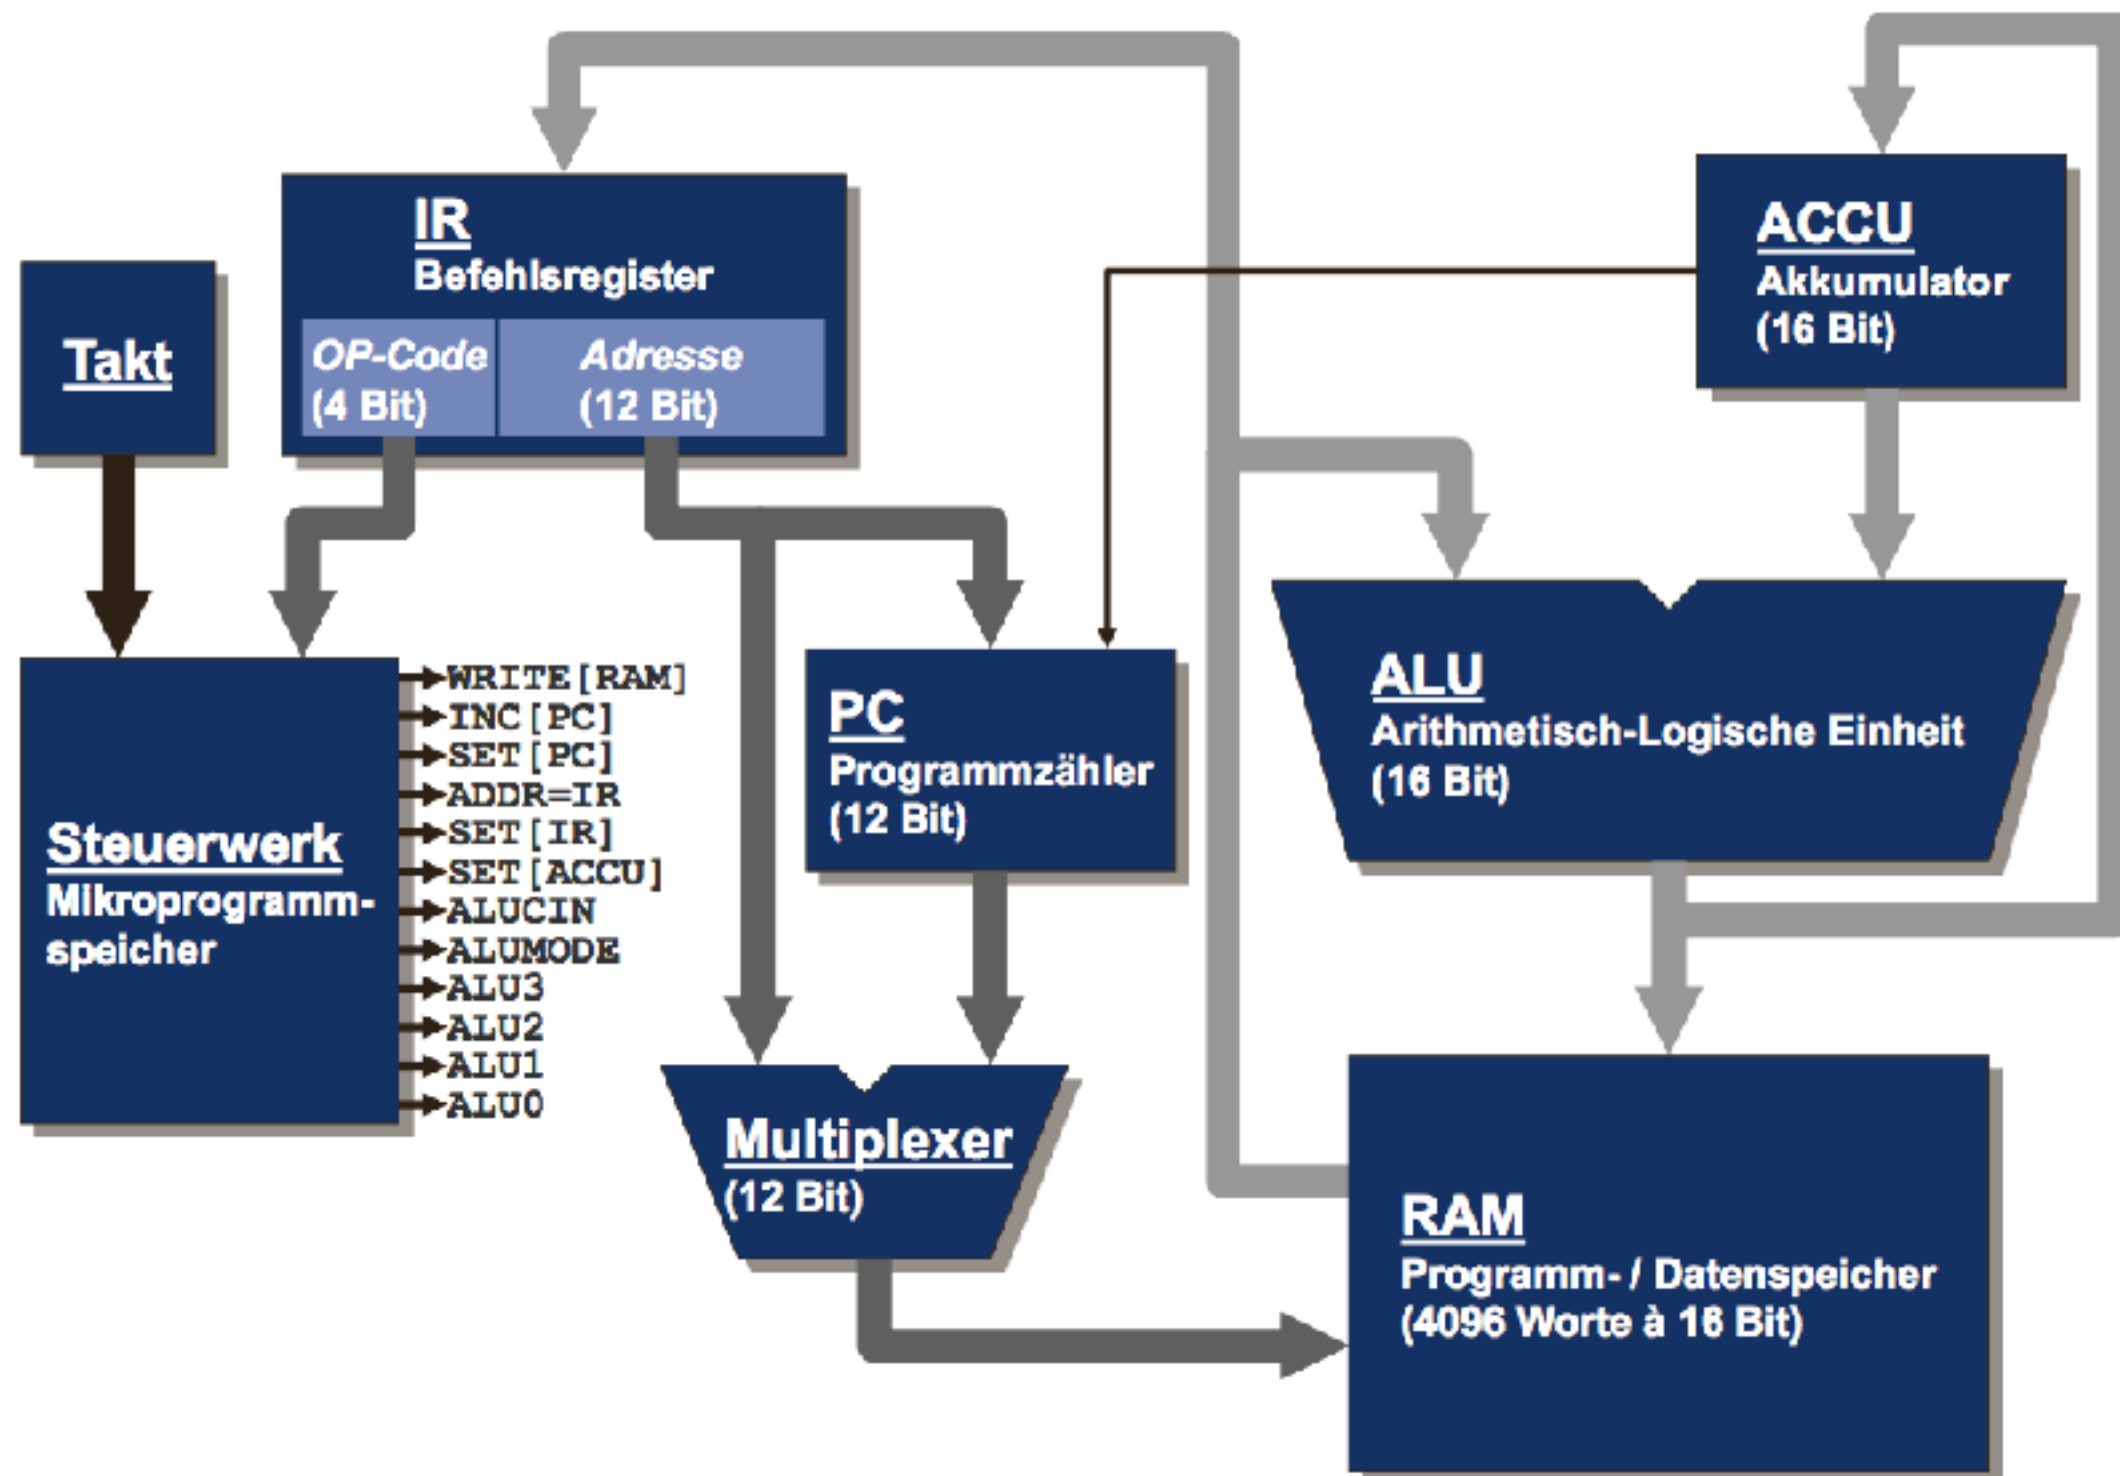 IR
Befehlsregister
OP-Code
(4 Bit)
Adresse
(12 Bit)
ACCU
Akkumulator
(16 Bit)
Takt
Steuerwerk
Mikroprogramm-
speicher
WRITE[RAM]
INC[PC]
SET[PC]
ADDR=IR
SET[IR]
SET[ACCU]
ALUCIN
ALUMODE
ALU3
ALU2
ALU1
ALU0
PC
Programmzähler
(12 Bit)
ALU
Arithmetisch-Logische Einheit
(16 Bit)
Multiplexer
(12 Bit)
RAM
Programm- / Datenspeicher
(4096 Worte à 16 Bit)